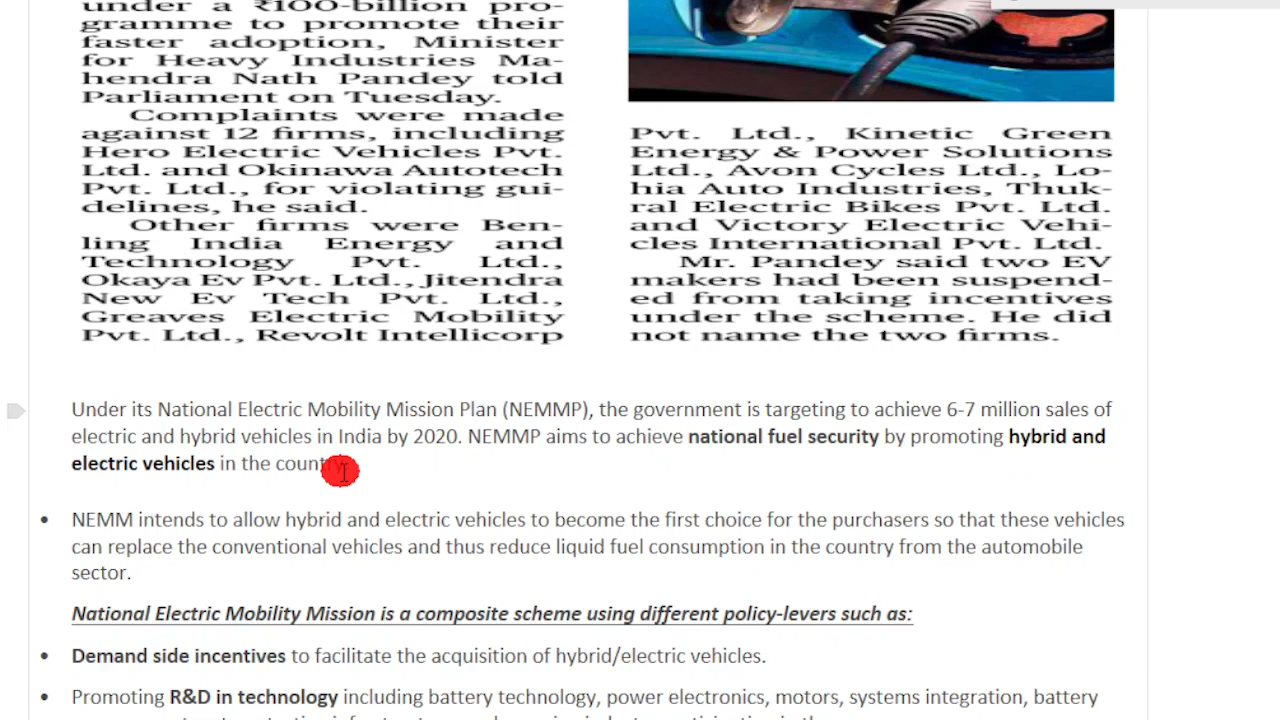 under a ₹100-billion pro-
gramme to promote their
faster adoption, Minister
for Heavy Industries Ma-
hendra Nath Pandey told
Parliament on Tuesday.
Complaints were made
against 12 firms, including
Hero Electric Vehicles Pvt.
Ltd. and Okinawa Autotech
Pvt. Ltd., for violating gui-
delines, he said.
Other firms were Ben-
ling India Energy and
Technology Pvt. Ltd.,
Okaya Ev Pvt. Ltd., Jitendra
New Ev Tech Pvt. Ltd.,
Greaves Electric Mobility
Pvt. Ltd., Revolt Intellicorp
Pvt. Ltd., Kinetic Green
Energy & Power Solutions
Ltd., Avon Cycles Ltd., Lo-
hia Auto Industries, Thuk-
ral Electric Bikes Pvt. Ltd.
and Victory Electric Vehi-
cles International Pvt. Ltd.
Mr. Pandey said two EV
makers had been suspend-
ed from taking incentives
under the scheme. He did
not name the two firms.
Under its National Electric Mobility Mission Plan (NEMMP), the government is targeting to achieve 6-7 million sales of
electric and hybrid vehicles in India by 2020. NEMMP aims to achieve national fuel security by promoting hybrid and
electric vehicles in the country
• NEMM intends to allow hybrid and electric vehicles to become the first choice for the purchasers so that these vehicles
can replace the conventional vehicles and thus reduce liquid fuel consumption in the country from the automobile
sector.
National Electric Mobility Mission is a composite scheme using different policy-levers such as:
• Demand side incentives to facilitate the acquisition of hybrid/electric vehicles.
• Promoting R&D in technology including battery technology, power electronics, motors, systems integration, battery